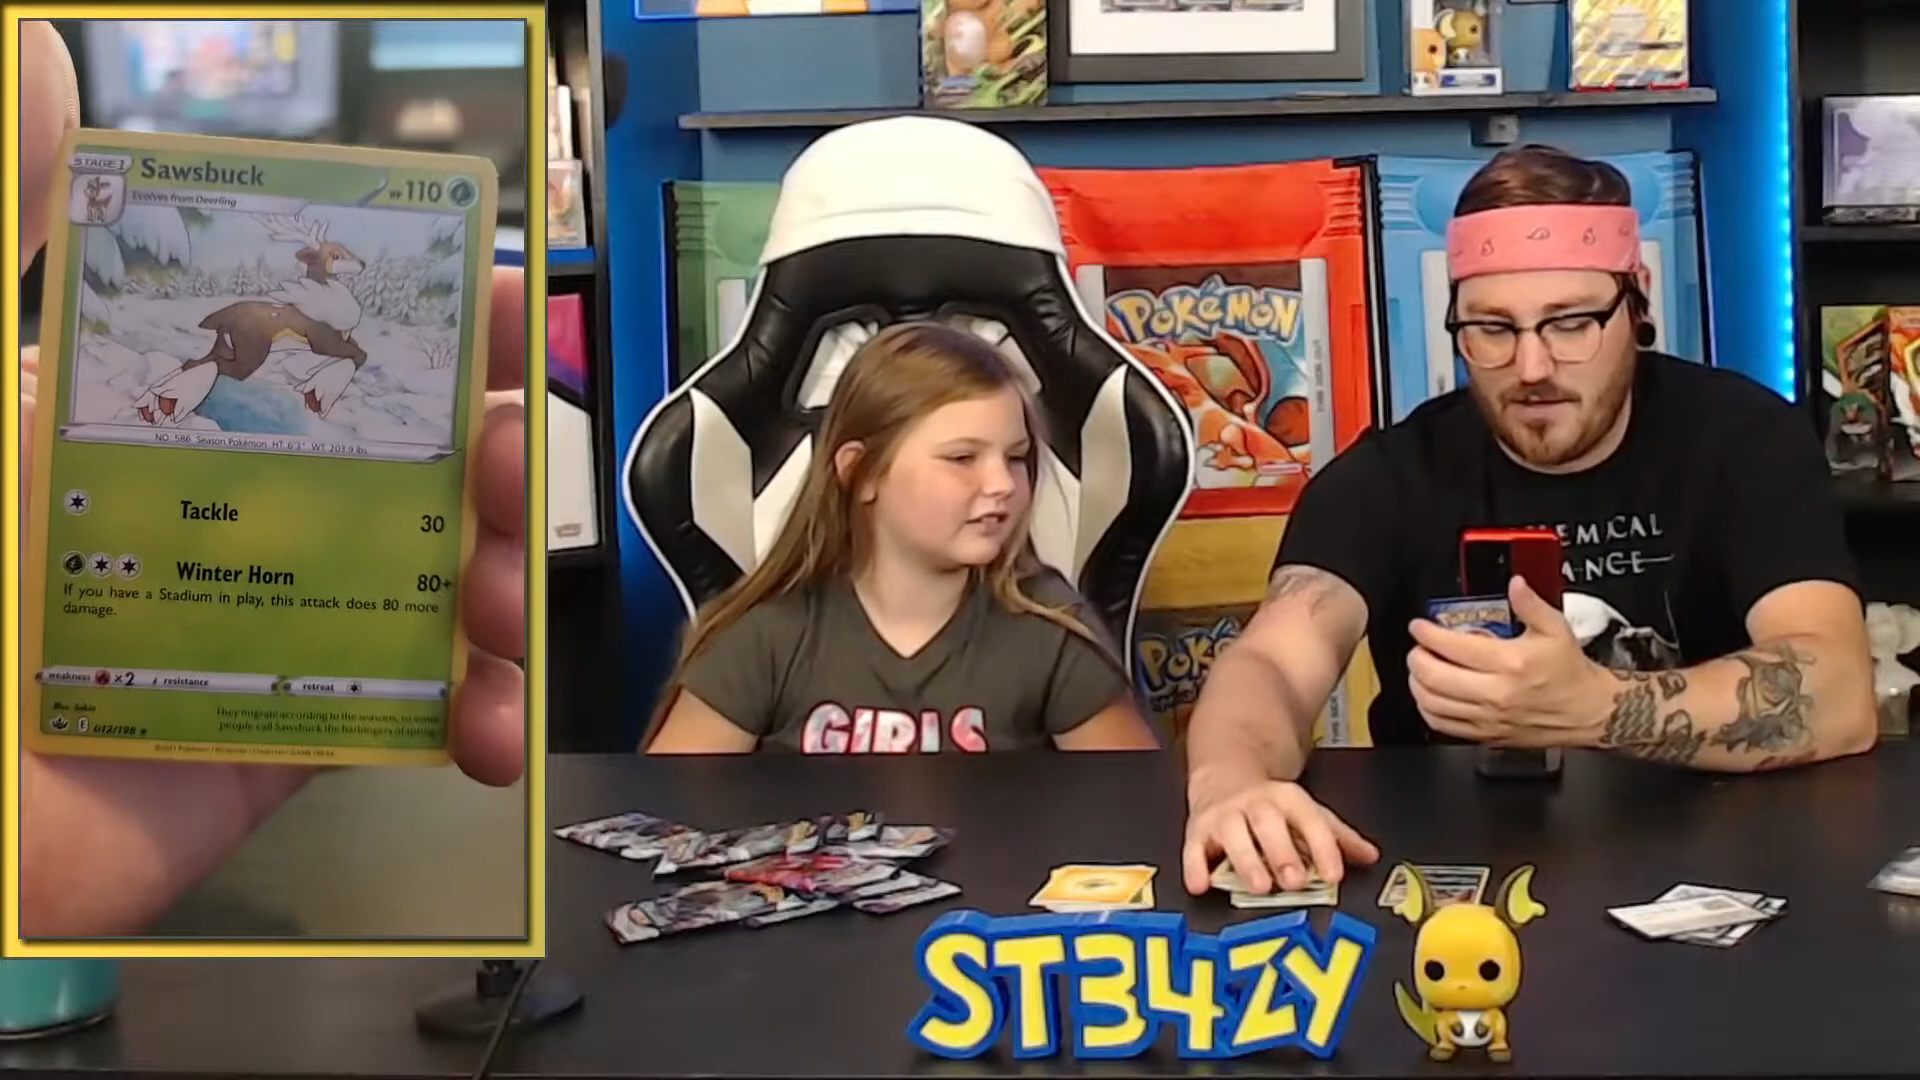 STAGE 1
Sawsbuck
HP 110
Evolves from Deerling
NO. 586 Season Pokémon HT. 6'3" WT. 203.9 lbs.
Tackle 30
Winter Horn 80+
If you have a Stadium in play, this attack does 80 more
damage.
weakness ×2 resistance retreat
Illus. Sekio
E 012/198
They migrate according to the seasons, so some
people call Sawsbuck the harbingers of spring.
POKéMON
GIRLS
ST34ZY